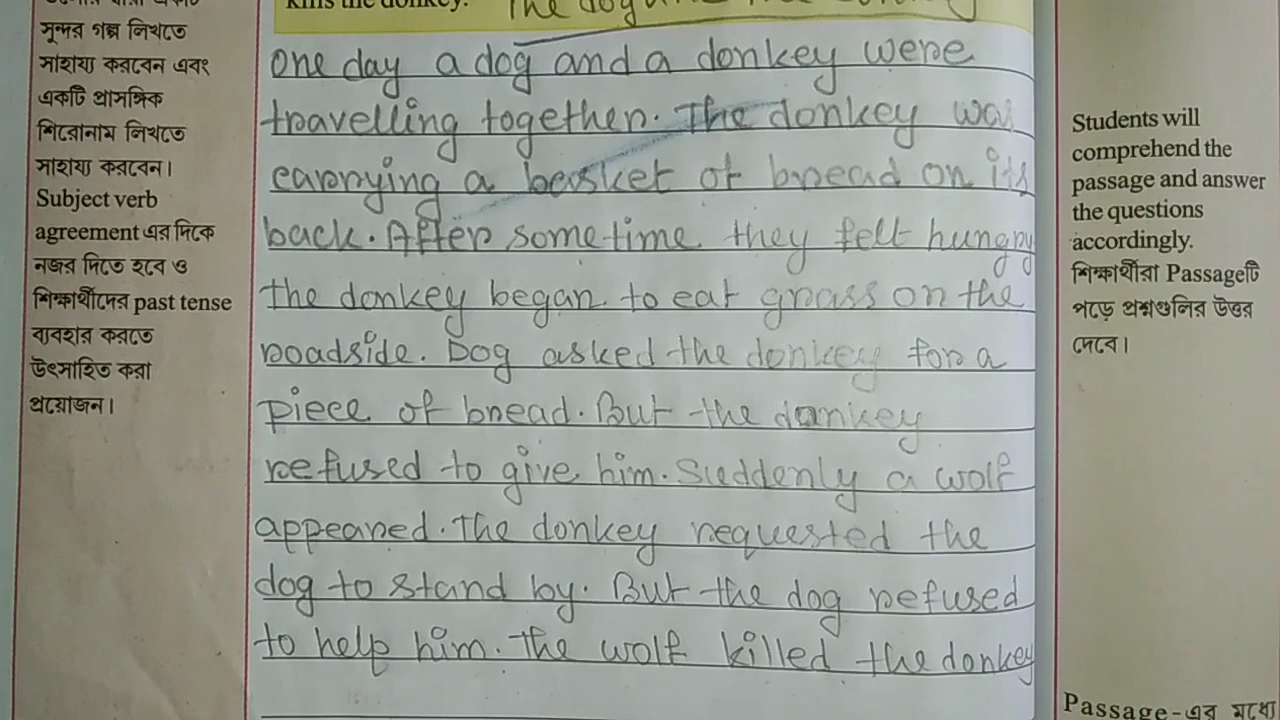 সুন্দর গল্প লিখতে
সাহায্য করবেন এবং
একটি প্রাসঙ্গিক
শিরোনাম লিখতে
সাহায্য করবেন।
Subject verb
agreement এর দিকে
নজর দিতে হবে ও
শিক্ষার্থীদের past tense
ব্যবহার করতে
উৎসাহিত করা
প্রয়োজন।
kills the donkey. The dog
One day a dog and a donkey were
travelling together. The donkey was
carrying a basket of bread on its
back. After sometime they felt hungry
the donkey began to eat grass on the
roadside. Dog asked the donkey for a
piece of bread. But the donkey
refused to give him. Suddenly a wolf
appeared. The donkey requested the
dog to stand by. But the dog refused
to help him. The wolf killed the donkey
Students will
comprehend the
passage and answer
the questions
accordingly.
শিক্ষার্থীরা Passageটি
পড়ে প্রশ্নগুলির উত্তর
দেবে।
Passage-এর মধ্যে